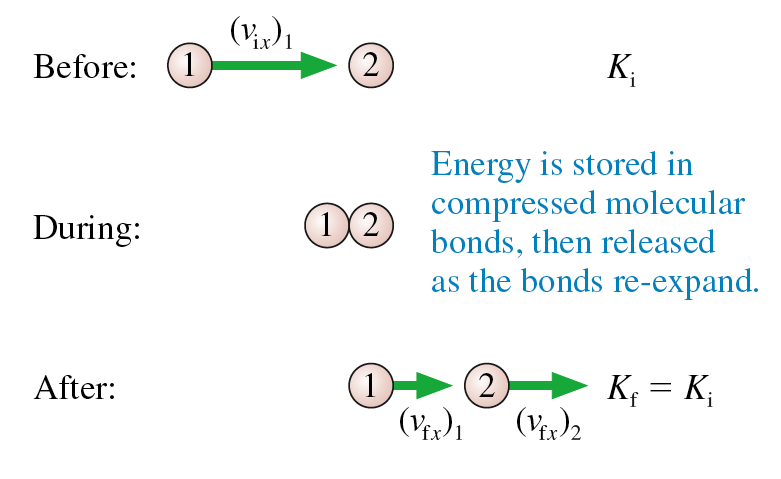 Before: 1 (v_ix)_1 2 K_i
During: 1 2 Energy is stored in
compressed molecular
bonds, then released
as the bonds re-expand.
After: 1 (v_fx)_1 2 (v_fx)_2 K_f = K_i